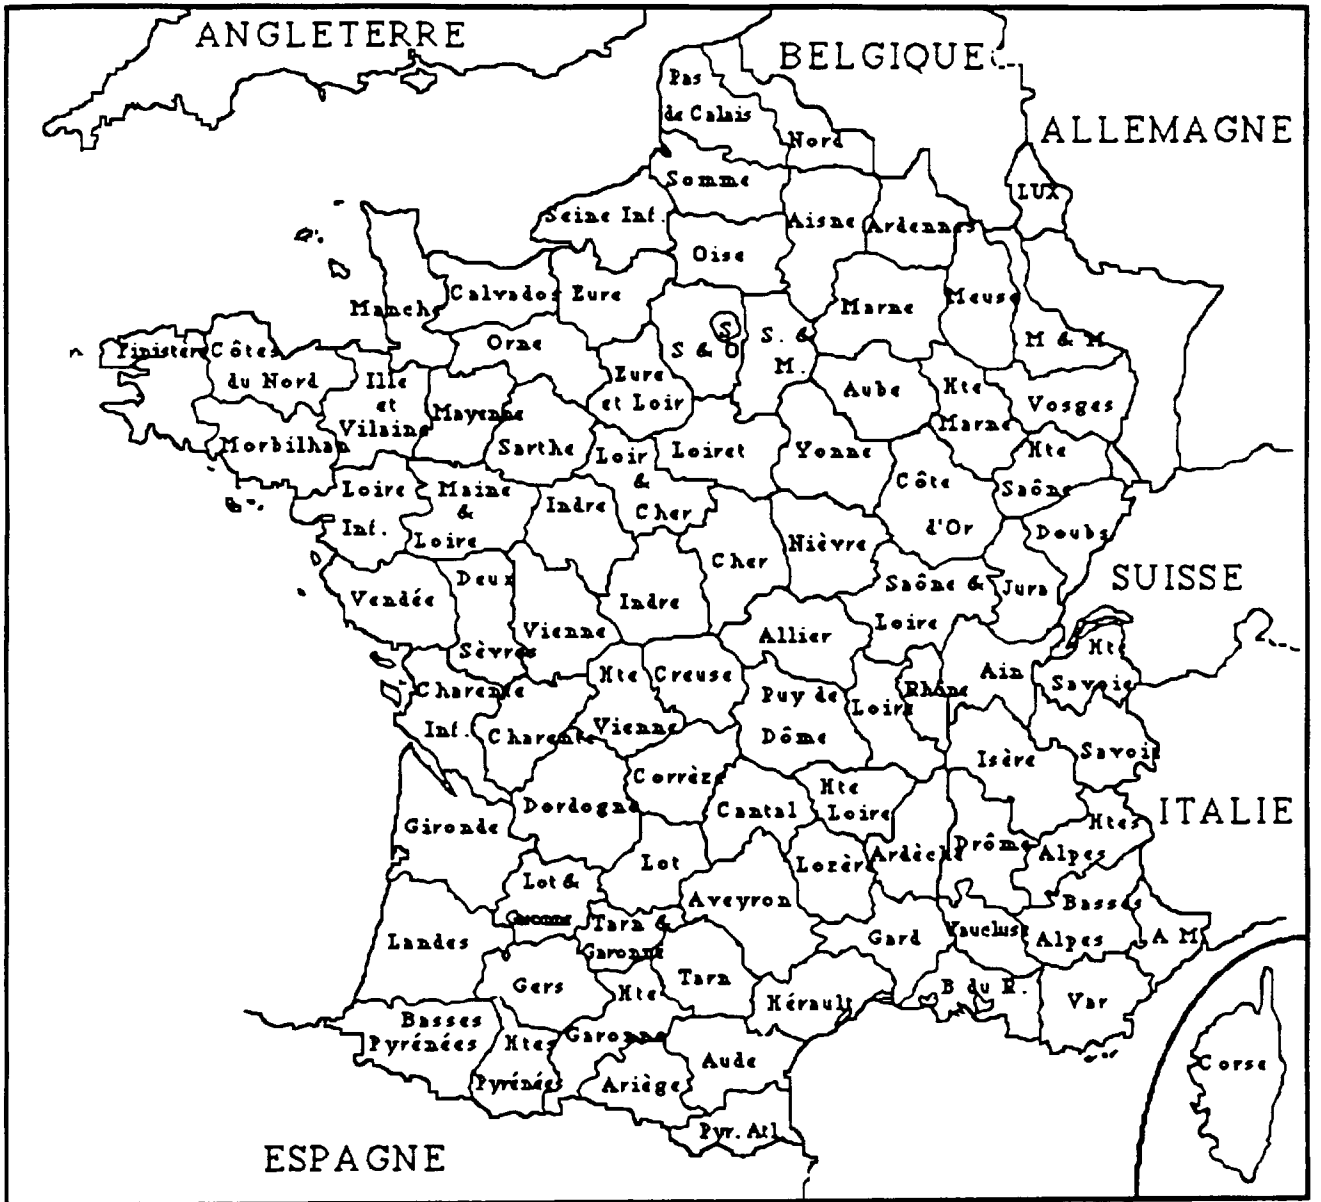 ANGLETERRE
BELGIQUE
ALLEMAGNE
Pas
de Calais
Nord
LUX
Somme
Seine Inf.
Aisne
Ardennes
Oise
Manche
Calvados
Eure
Marne
Meuse
S
S & O
S. &
M.
M & M
Finistère
Côtes
du Nord
Orne
Ille
et
Vilaine
Mayenne
Eure
et Loir
Aube
Hte
Marne
Vosges
Morbilhan
Sarthe
Loir
&
Cher
Loiret
Yonne
Hte
Saône
Loire
Inf.
Maine
&
Loire
Indre
Côte
d'Or
Doubs
Nièvre
Cher
Vendée
Deux
Sèvres
Vienne
Indre
Saône &
Loire
Jura
SUISSE
Allier
Ain
Hte
Savoie
Charente
Inf.
Charente
Hte
Vienne
Creuse
Puy de
Dôme
Loire
Rhône
Isère
Savoie
Corrèze
Dordogne
Cantal
Hte
Loire
Htes
Alpes
ITALIE
Gironde
Lot
Lozère
Ardèche
Drôme
Lot &
Garonne
Aveyron
Basses
Alpes
Landes
Tarn &
Garonne
Gard
Vaucluse
A M
Gers
Hte
Garonne
Tarn
Hérault
B du R.
Var
Basses
Pyrénées
Htes
Pyrénées
Ariège
Aude
Pyr. Atl
Corse
ESPAGNE